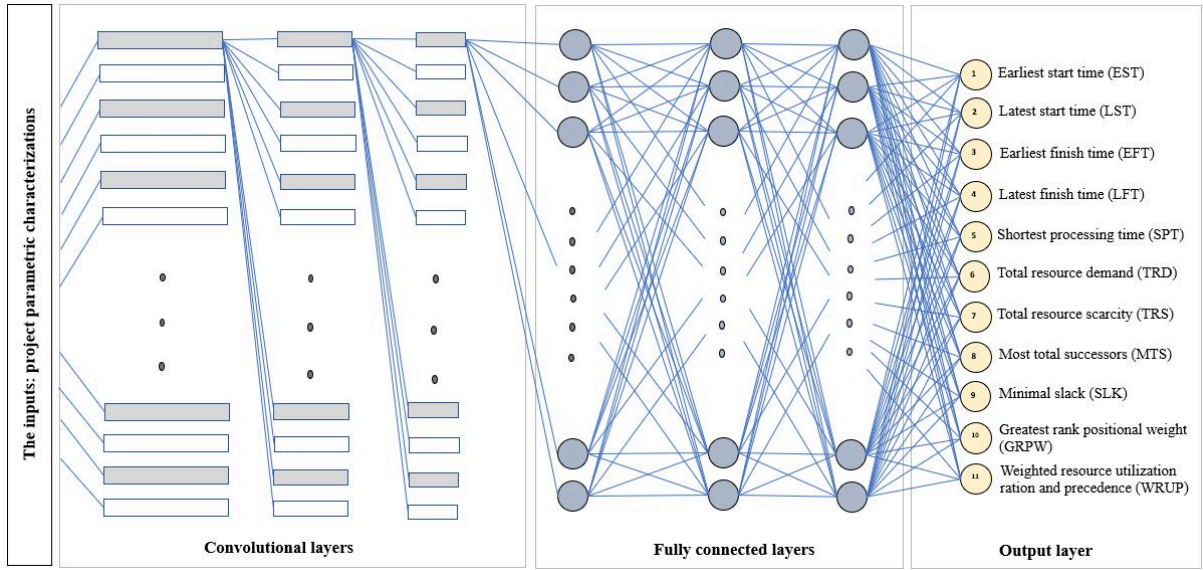 The inputs: project parametric characterizations
Convolutional layers
Fully connected layers
1
Earliest start time (EST)
2
Latest start time (LST)
3
Earliest finish time (EFT)
4
Latest finish time (LFT)
5
Shortest processing time (SPT)
6
Total resource demand (TRD)
7
Total resource scarcity (TRS)
8
Most total successors (MTS)
9
Minimal slack (SLK)
10
Greatest rank positional weight
(GRPW)
11
Weighted resource utilization
ration and precedence (WRUP)
Output layer